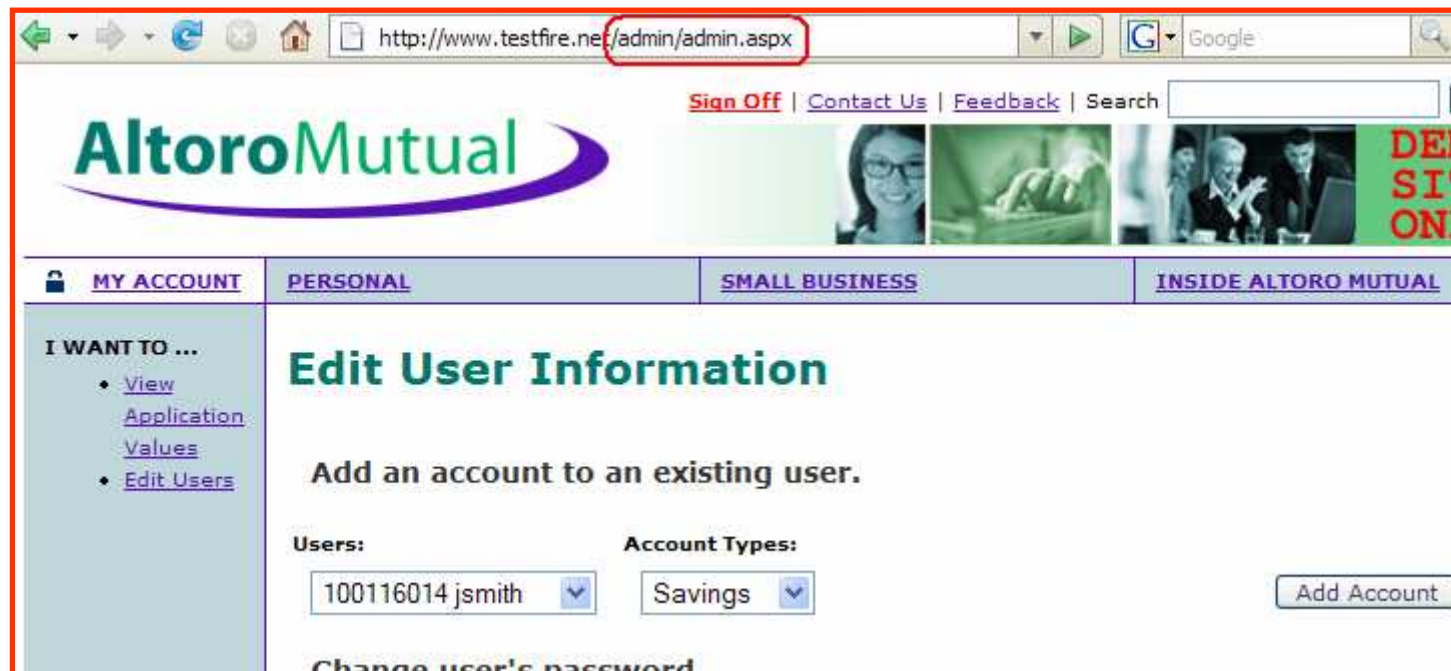 http://www.testfire.net/admin/admin.aspx
G Google
Sign Off | Contact Us | Feedback | Search
AltoroMutual
MY ACCOUNT
PERSONAL
SMALL BUSINESS
INSIDE ALTORO MUTUAL
I WANT TO ...
View
Application
Values
Edit Users
Edit User Information
Add an account to an existing user.
Users:
Account Types:
100116014 jsmith
Savings
Add Account
Change user's password